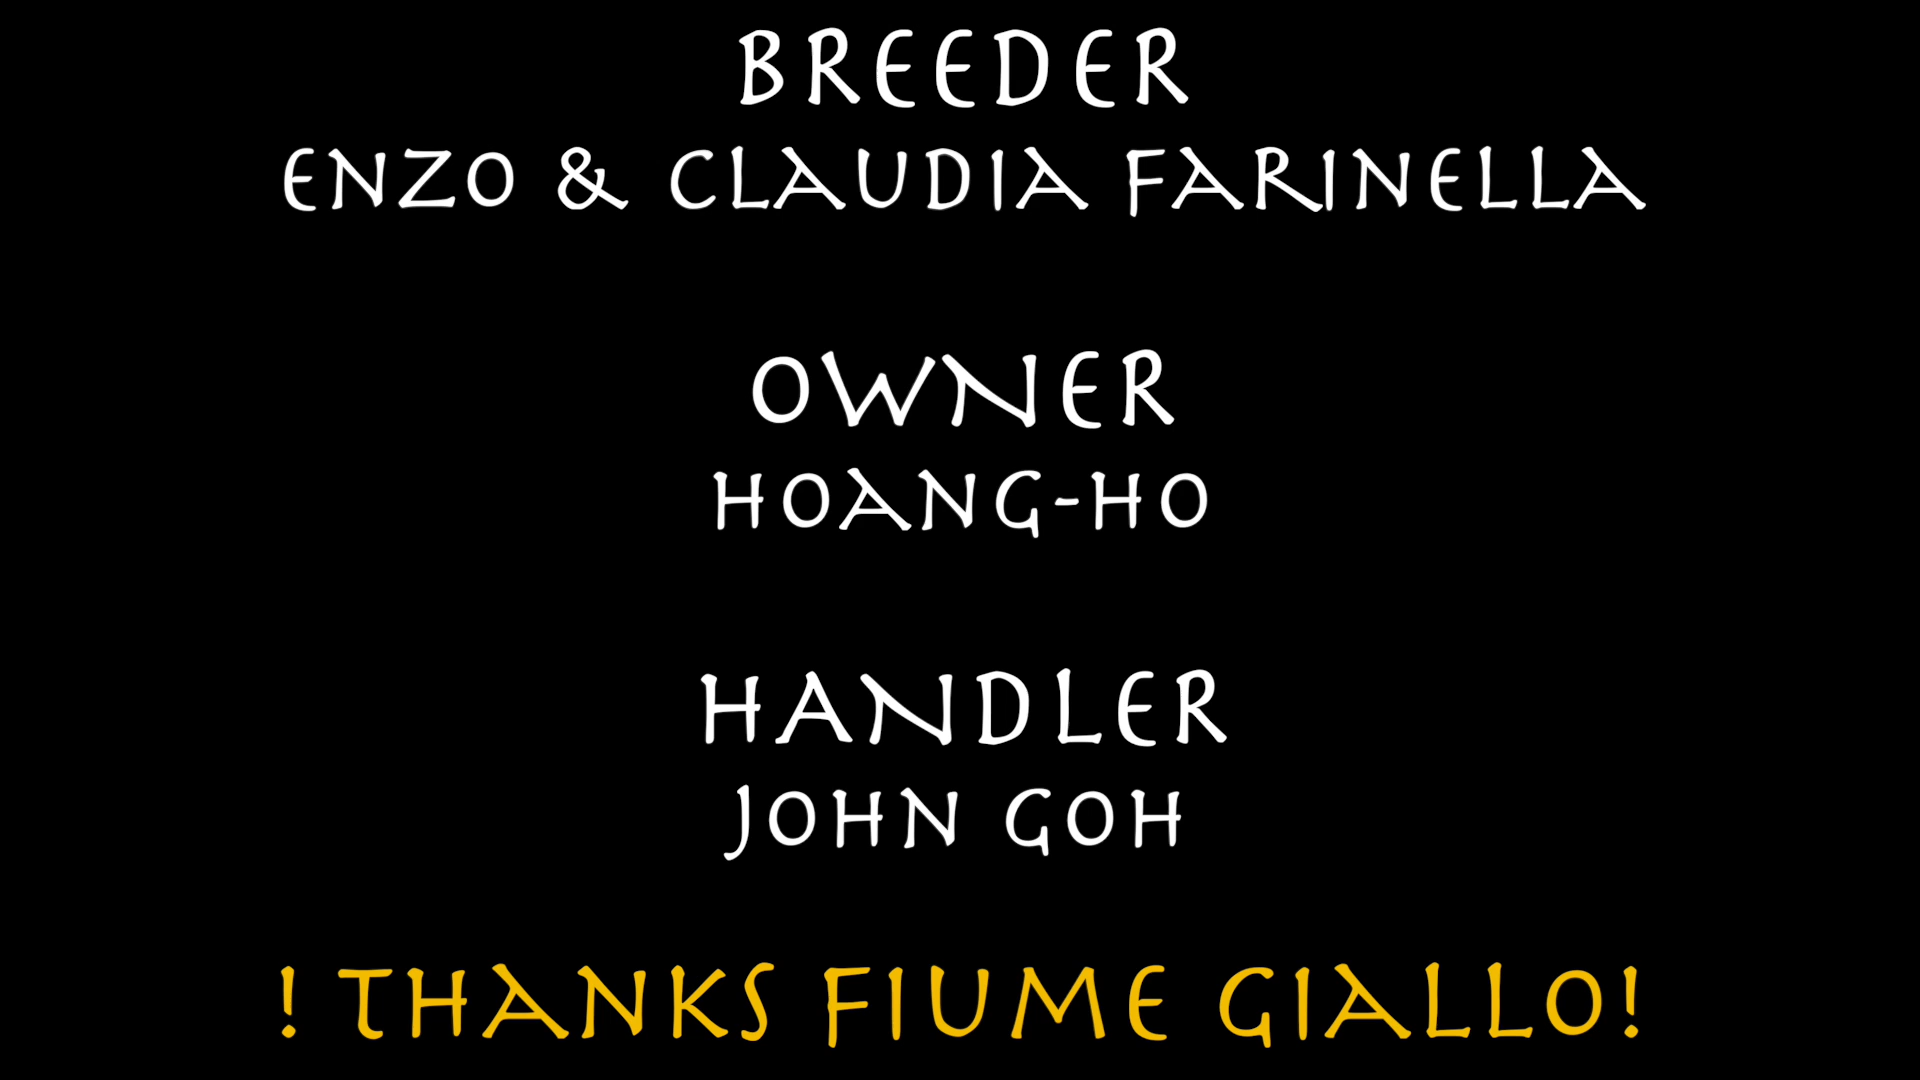 BREEDER
ENZO & CLAUDIA FARINELLA
OWNER
HOANG-HO
HANDLER
JOHN GOH
! THANKS FIUME GIALLO!